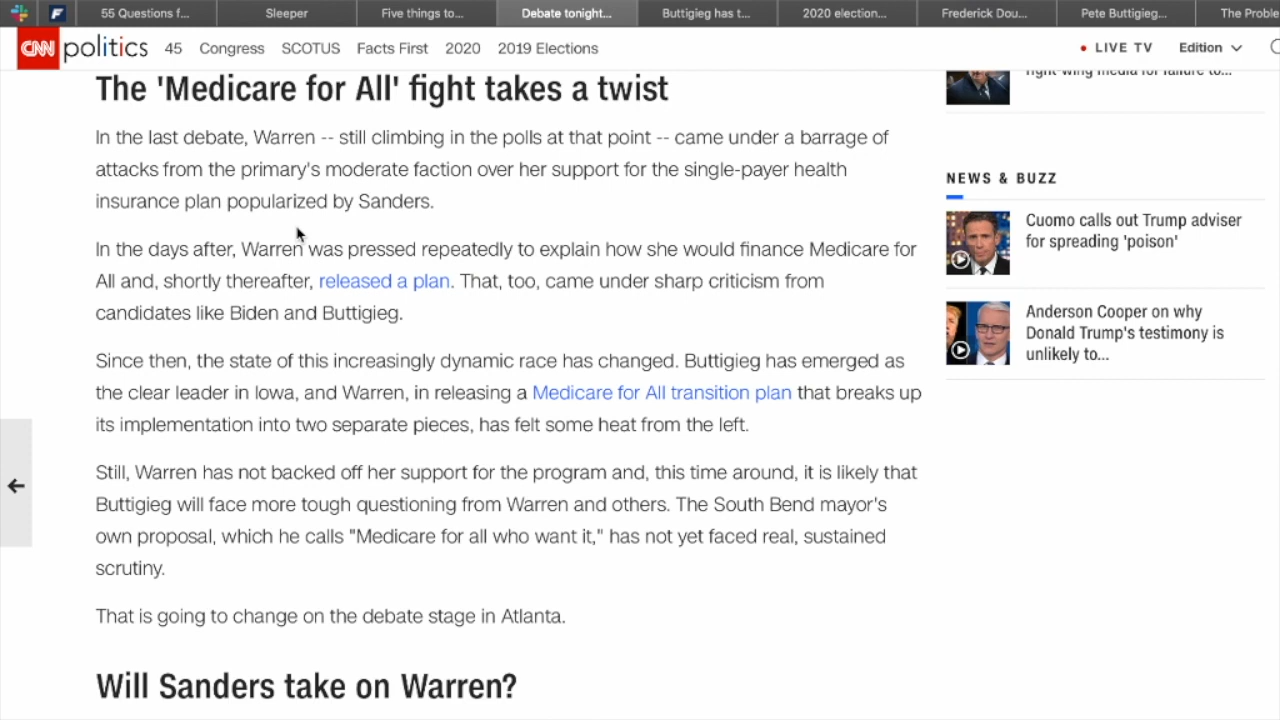 55 Questions f...
Sleeper
Five things to...
Debate tonight...
Buttigieg has t...
2020 election...
Frederick Dou...
Pete Buttigieg...
The Proble
CNN politics
45
Congress
SCOTUS
Facts First
2020
2019 Elections
LIVE TV
Edition
The 'Medicare for All' fight takes a twist
In the last debate, Warren -- still climbing in the polls at that point -- came under a barrage of
attacks from the primary's moderate faction over her support for the single-payer health
insurance plan popularized by Sanders.
In the days after, Warren was pressed repeatedly to explain how she would finance Medicare for
All and, shortly thereafter, released a plan. That, too, came under sharp criticism from
candidates like Biden and Buttigieg.
Since then, the state of this increasingly dynamic race has changed. Buttigieg has emerged as
the clear leader in Iowa, and Warren, in releasing a Medicare for All transition plan that breaks up
its implementation into two separate pieces, has felt some heat from the left.
Still, Warren has not backed off her support for the program and, this time around, it is likely that
Buttigieg will face more tough questioning from Warren and others. The South Bend mayor's
own proposal, which he calls "Medicare for all who want it," has not yet faced real, sustained
scrutiny.
That is going to change on the debate stage in Atlanta.
Will Sanders take on Warren?
right-wing media for failure to...
NEWS & BUZZ
Cuomo calls out Trump adviser
for spreading 'poison'
Anderson Cooper on why
Donald Trump's testimony is
unlikely to...